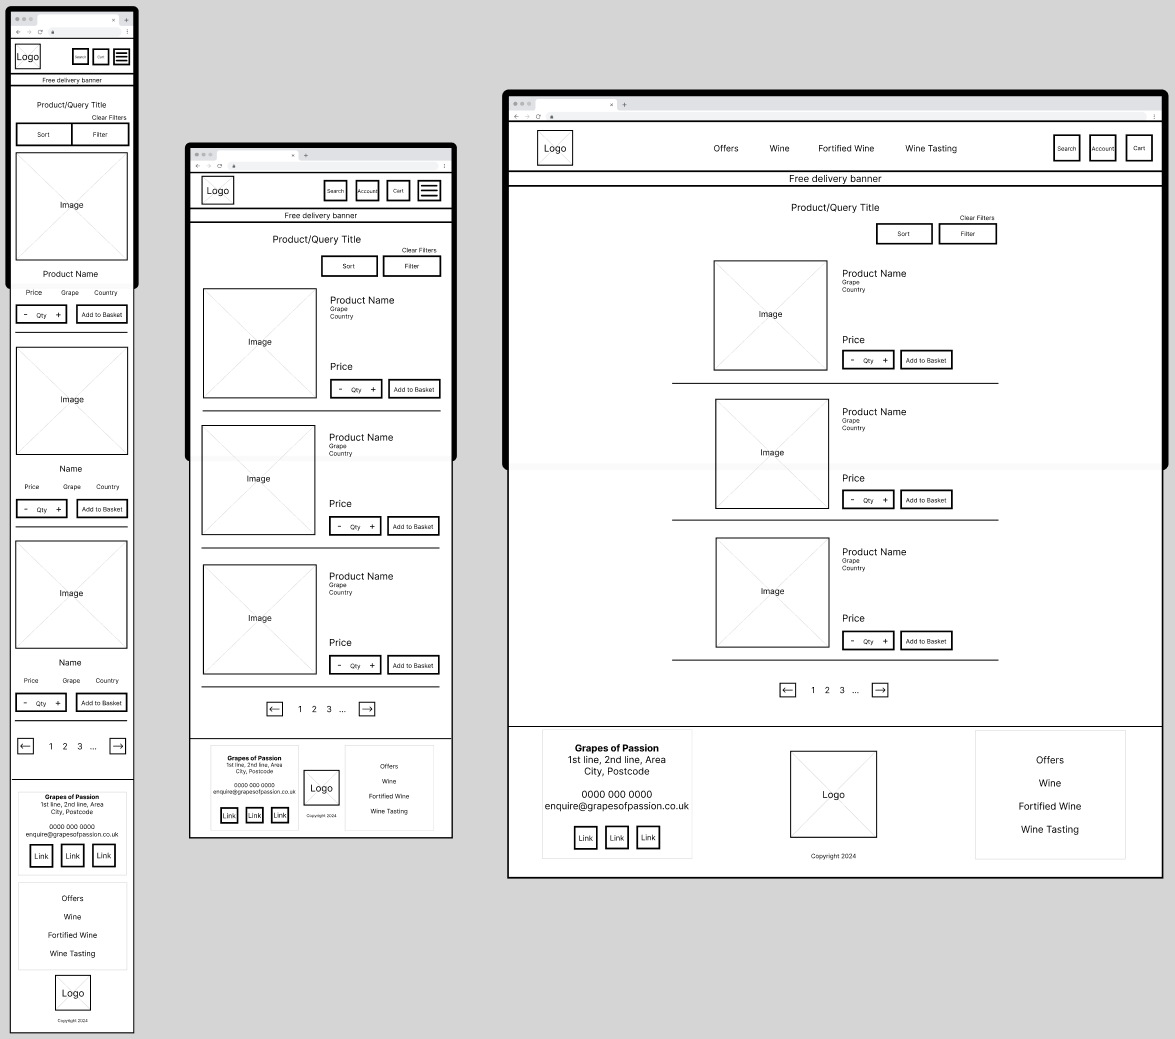 Logo
Search
Cart
Free delivery banner
Product/Query Title
Clear Filters
Sort
Filter
Image
Product Name
Price Grape Country
- Qty +
Add to Basket
Image
Name
Price Grape Country
- Qty +
Add to Basket
Image
Name
Price Grape Country
- Qty +
Add to Basket
← 1 2 3 ... →
Grapes of Passion
1st line, 2nd line, Area
City, Postcode
0000 000 0000
enquire@grapesofpassion.co.uk
Link Link Link
Offers
Wine
Fortified Wine
Wine Tasting
Logo
Copyright 2024
Logo
Search
Account
Cart
Free delivery banner
Product/Query Title
Clear Filters
Sort
Filter
Image
Product Name
Grape
Country
Price
- Qty +
Add to Basket
Image
Product Name
Grape
Country
Price
- Qty +
Add to Basket
Image
Product Name
Grape
Country
Price
- Qty +
Add to Basket
← 1 2 3 ... →
Grapes of Passion
1st line, 2nd line, Area
City, Postcode
0000 000 0000
enquire@grapesofpassion.co.uk
Link Link Link
Logo
Copyright 2024
Offers
Wine
Fortified Wine
Wine Tasting
Logo
Offers Wine Fortified Wine Wine Tasting
Search
Account
Cart
Free delivery banner
Product/Query Title
Clear Filters
Sort
Filter
Image
Product Name
Grape
Country
Price
- Qty +
Add to Basket
Image
Product Name
Grape
Country
Price
- Qty +
Add to Basket
Image
Product Name
Grape
Country
Price
- Qty +
Add to Basket
← 1 2 3 ... →
Grapes of Passion
1st line, 2nd line, Area
City, Postcode
0000 000 0000
enquire@grapesofpassion.co.uk
Link Link Link
Logo
Copyright 2024
Offers
Wine
Fortified Wine
Wine Tasting